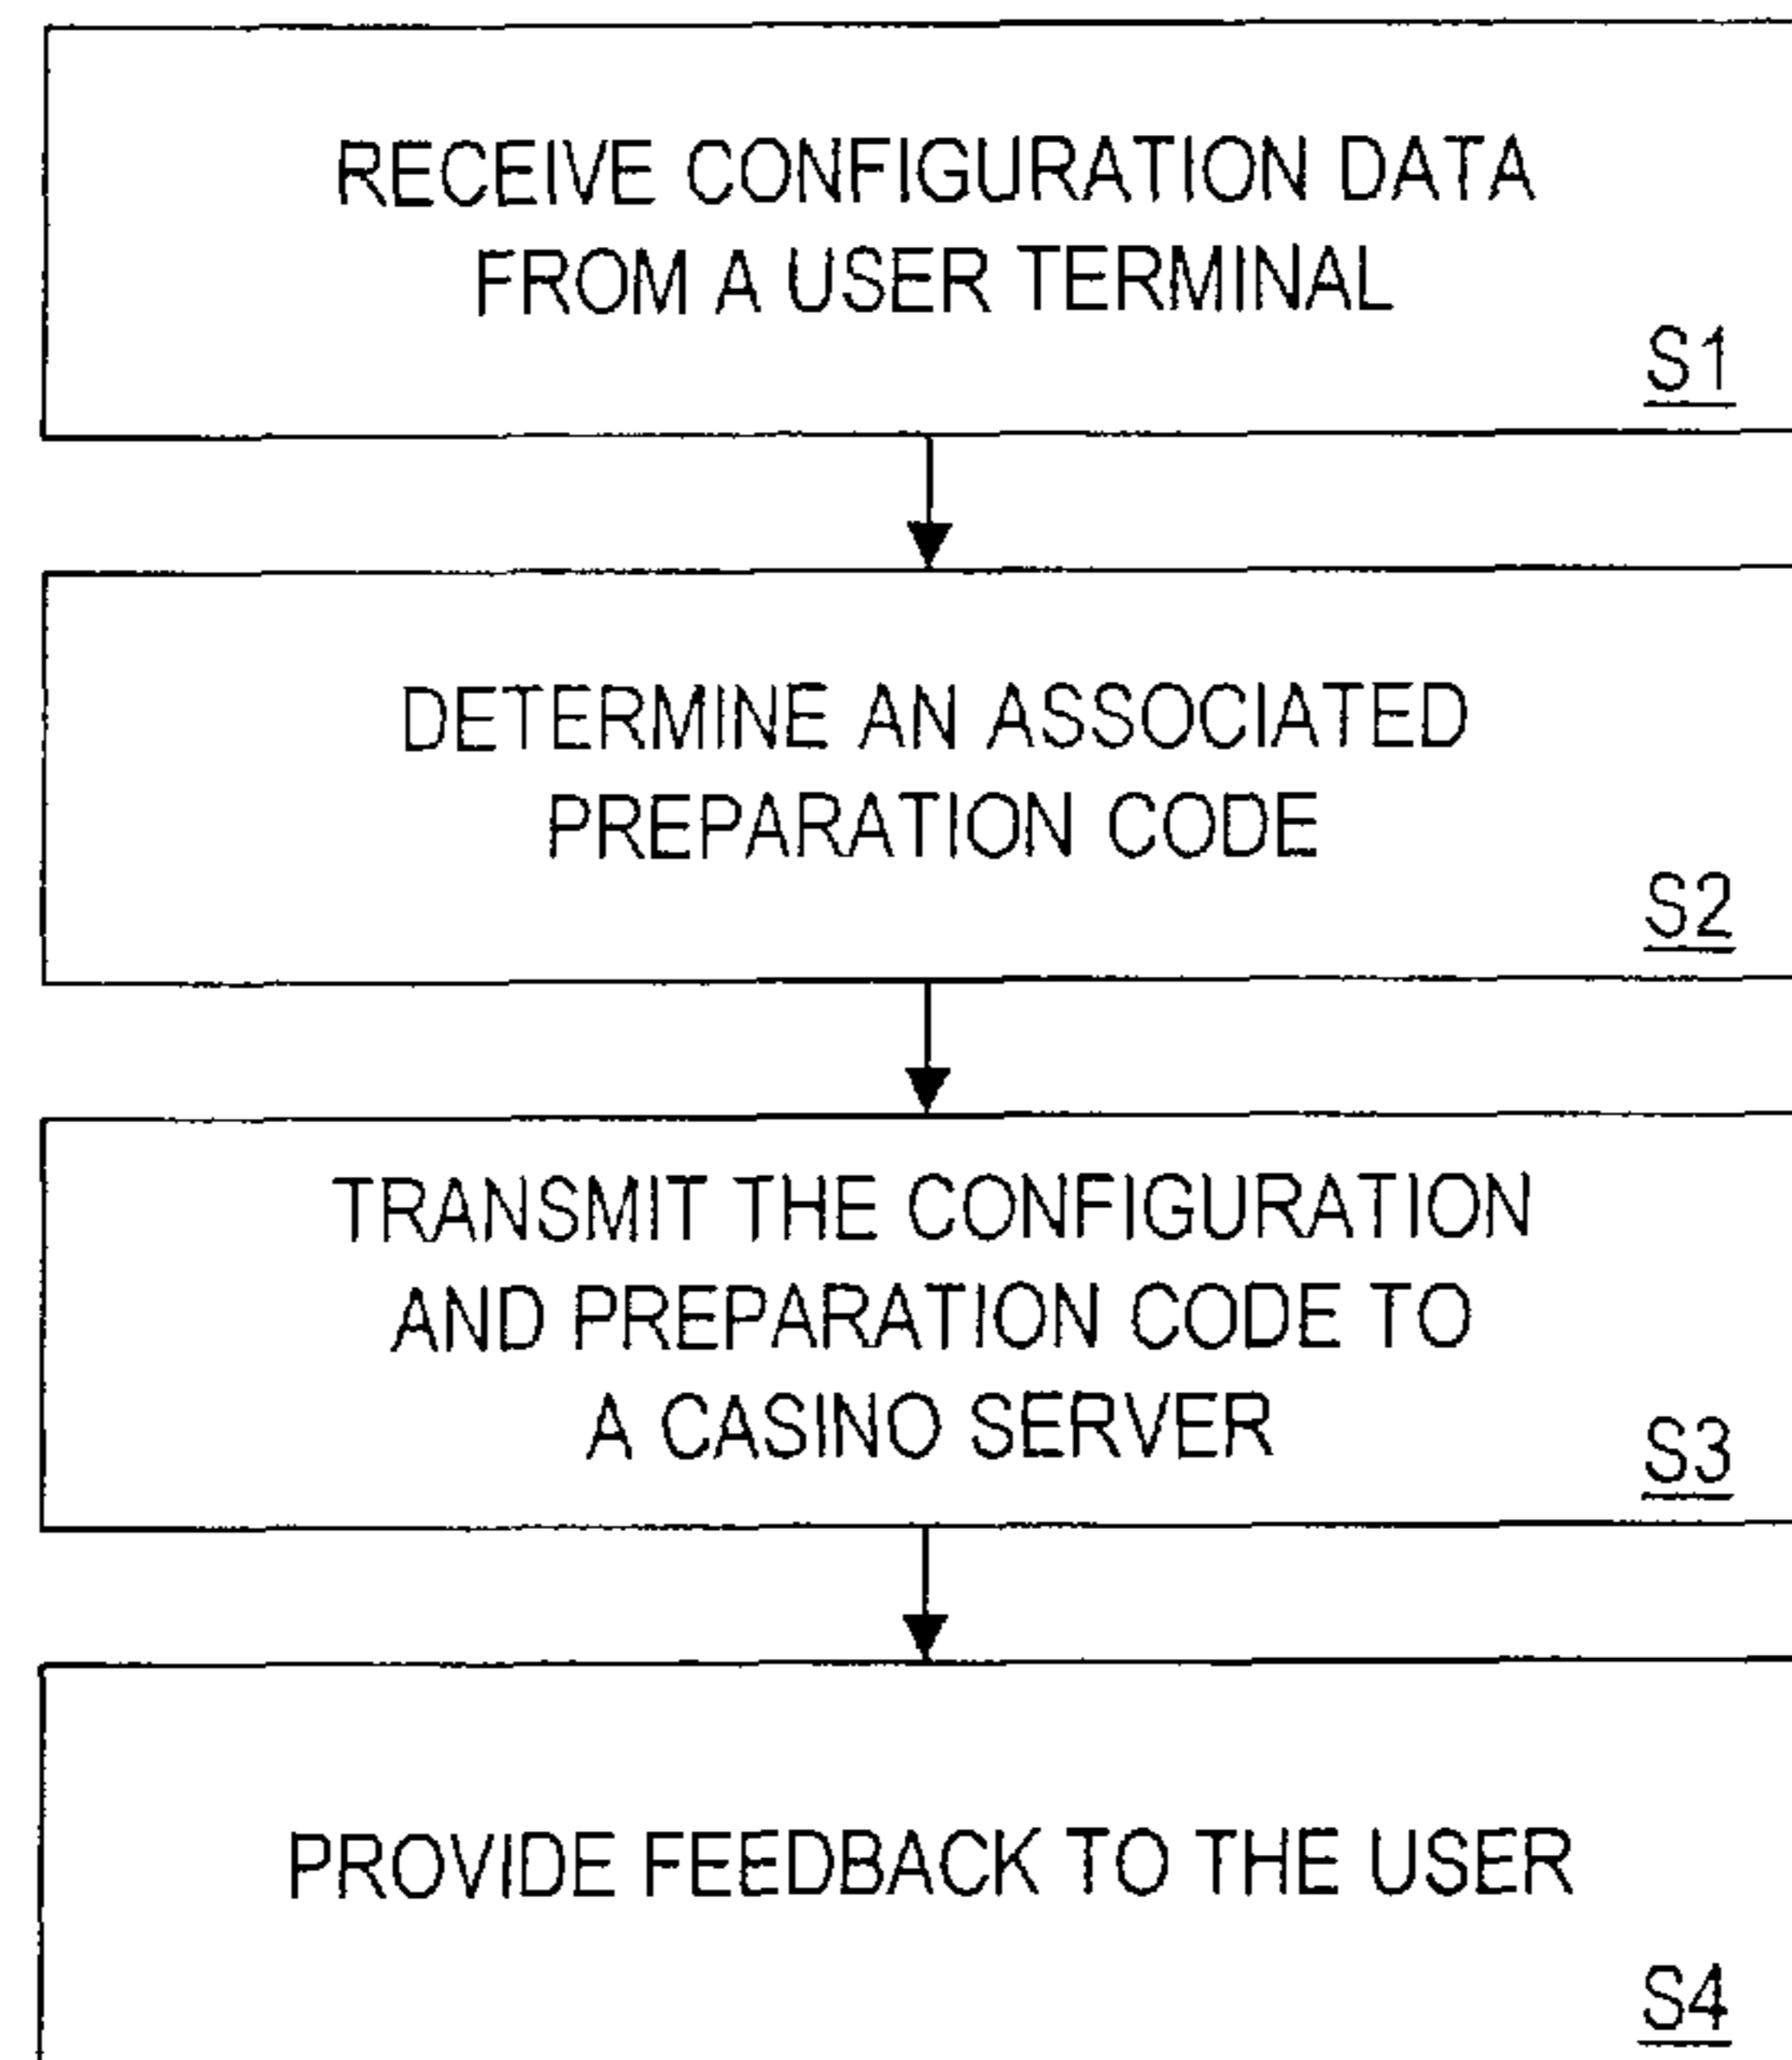 RECEIVE CONFIGURATION DATA
FROM A USER TERMINAL
S1
DETERMINE AN ASSOCIATED
PREPARATION CODE
S2
TRANSMIT THE CONFIGURATION
AND PREPARATION CODE TO
A CASINO SERVER
S3
PROVIDE FEEDBACK TO THE USER
S4